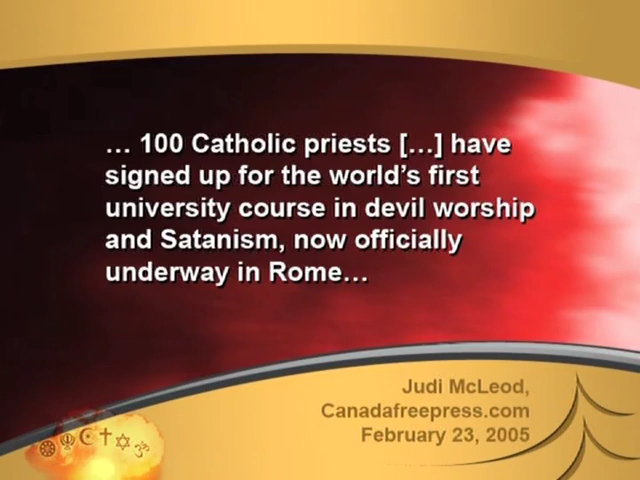 … 100 Catholic priests […] have
signed up for the world’s first
university course in devil worship
and Satanism, now officially
underway in Rome…
Judi McLeod,
Canadafreepress.com
February 23, 2005